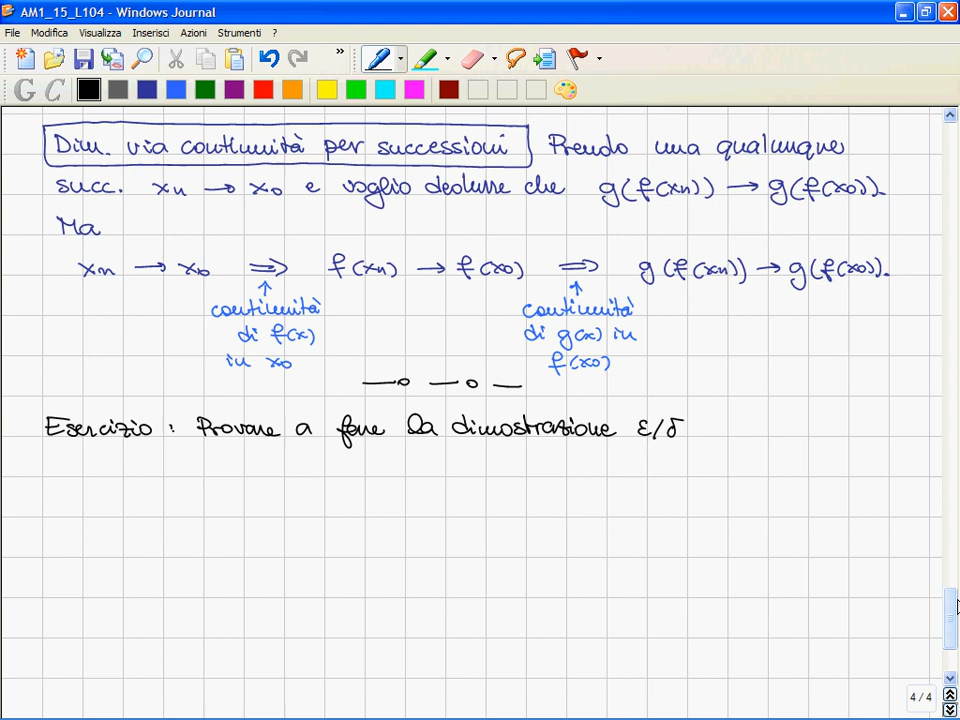 AM1_15_L104 - Windows Journal
File Modifica Visualizza Inserisci Azioni Strumenti ?
»
G C
Dim. via continuità per successioni Prendo una qualunque
succ. xn → x0 e voglio dedurre che g(f(xn)) → g(f(x0)).
Ma
xn → x0 ⇒ f(xn) → f(x0) ⇒ g(f(xn)) → g(f(x0)).
↑ ↑
continuità continuità
di f(x) di g(x) in
in x0 f(x0)
—o —o —
Esercizio : Provare a fare la dimostrazione ε/δ
4 / 4